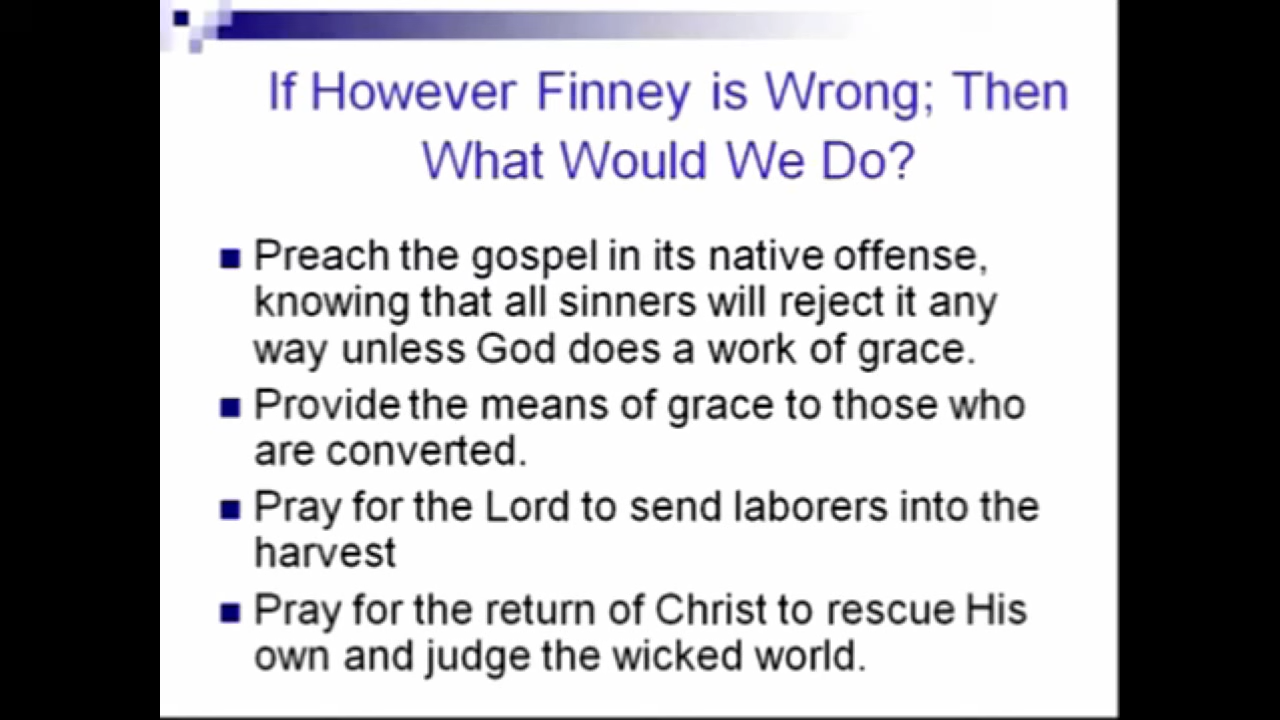 If However Finney is Wrong; Then
What Would We Do?
Preach the gospel in its native offense,
knowing that all sinners will reject it any
way unless God does a work of grace.
Provide the means of grace to those who
are converted.
Pray for the Lord to send laborers into the
harvest
Pray for the return of Christ to rescue His
own and judge the wicked world.